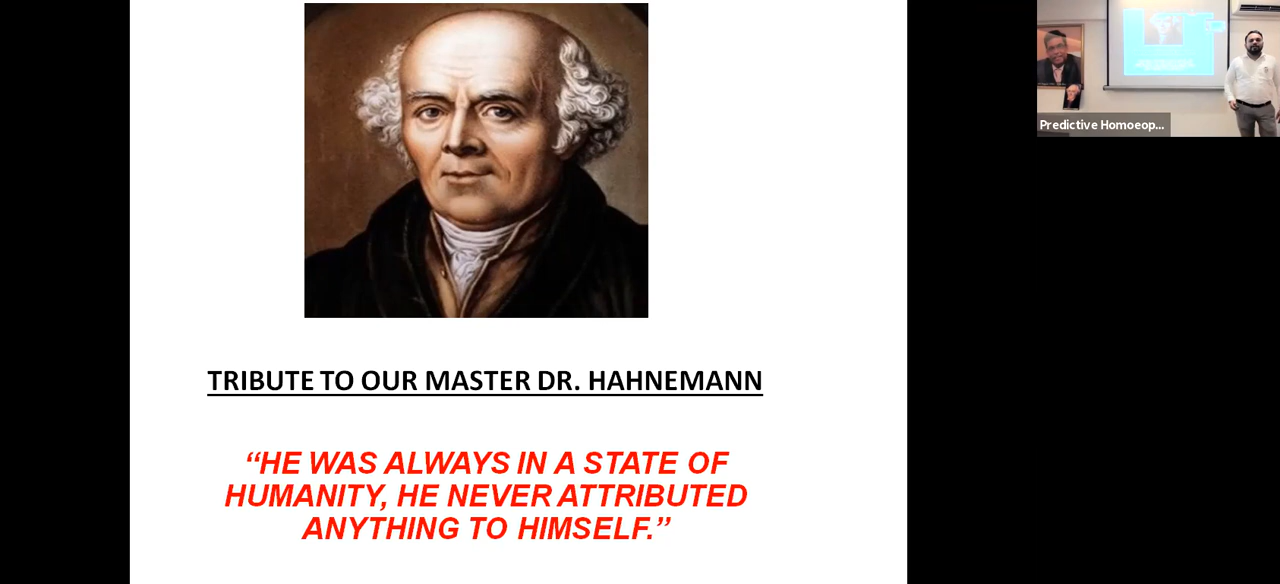 Predictive Homoeop...
TRIBUTE TO OUR MASTER DR. HAHNEMANN
“HE WAS ALWAYS IN A STATE OF
HUMANITY, HE NEVER ATTRIBUTED
ANYTHING TO HIMSELF.”